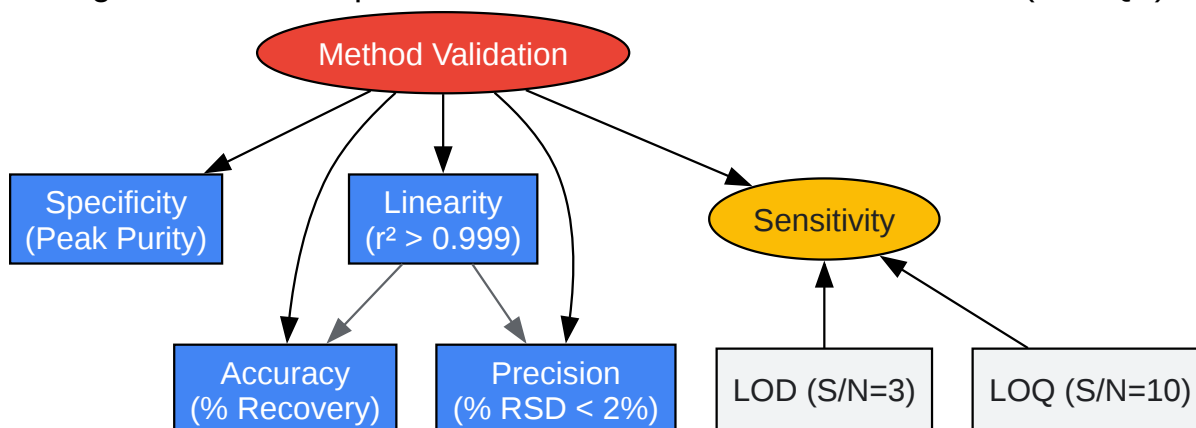 Method Validation
Specificity
(Peak Purity)
Linearity
(r² > 0.999)
Sensitivity
Accuracy
(% Recovery)
Precision
(% RSD < 2%)
LOD (S/N=3)
LOQ (S/N=10)